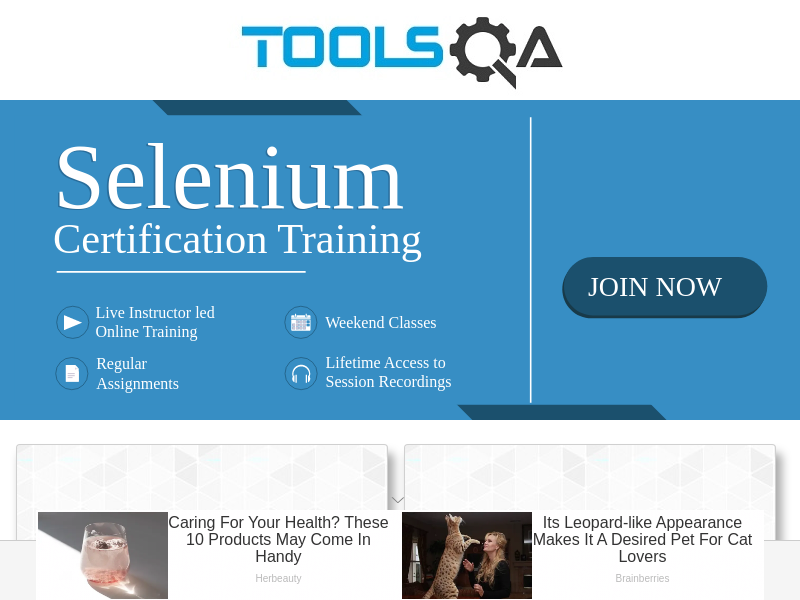 TOOLSQA
Selenium
Certification Training
Live Instructor led
Online Training
Weekend Classes
Regular
Assignments
Lifetime Access to
Session Recordings
JOIN NOW
Caring For Your Health? These
10 Products May Come In
Handy
Herbeauty
Its Leopard-like Appearance
Makes It A Desired Pet For Cat
Lovers
Brainberries